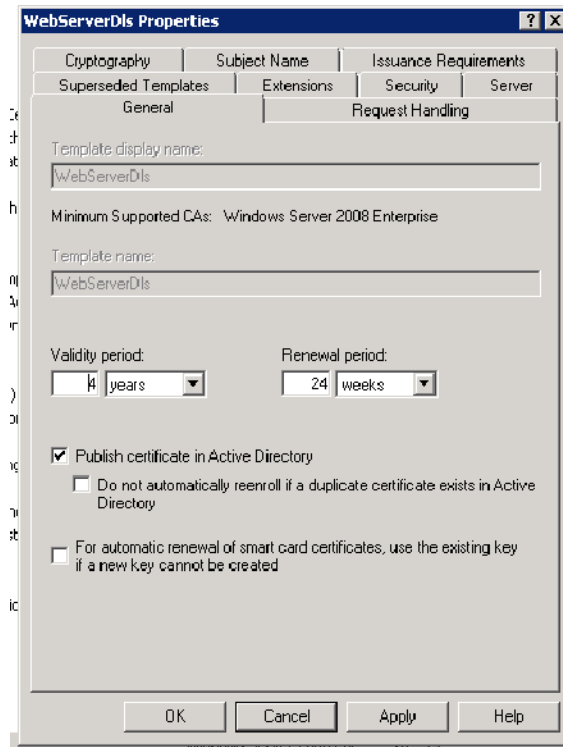 WebServerDls Properties
Cryptography Subject Name Issuance Requirements
Superseded Templates Extensions Security Server
General Request Handling
Template display name:
WebServerDls
Minimum Supported CAs: Windows Server 2008 Enterprise
Template name:
WebServerDls
Validity period: Renewal period:
4 years 24 weeks
Publish certificate in Active Directory
Do not automatically reenroll if a duplicate certificate exists in Active
Directory
For automatic renewal of smart card certificates, use the existing key
if a new key cannot be created
OK Cancel Apply Help